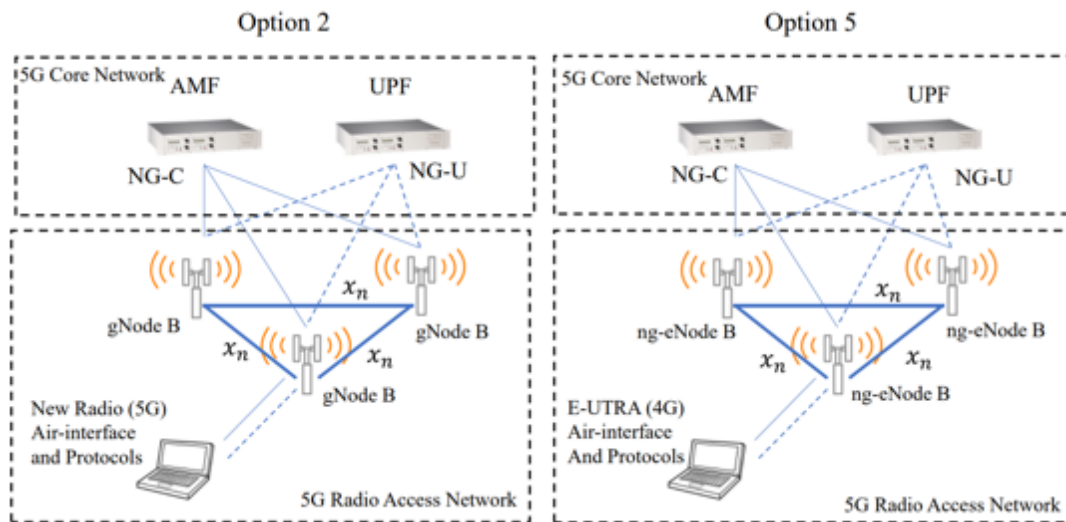 Option 2
5G Core Network
AMF
UPF
NG-C
NG-U
gNode B
gNode B
gNode B
xₙ
xₙ
xₙ
New Radio (5G)
Air-interface
and Protocols
5G Radio Access Network
Option 5
5G Core Network
AMF
UPF
NG-C
NG-U
ng-eNode B
ng-eNode B
ng-eNode B
xₙ
xₙ
xₙ
E-UTRA (4G)
Air-interface
And Protocols
5G Radio Access Network